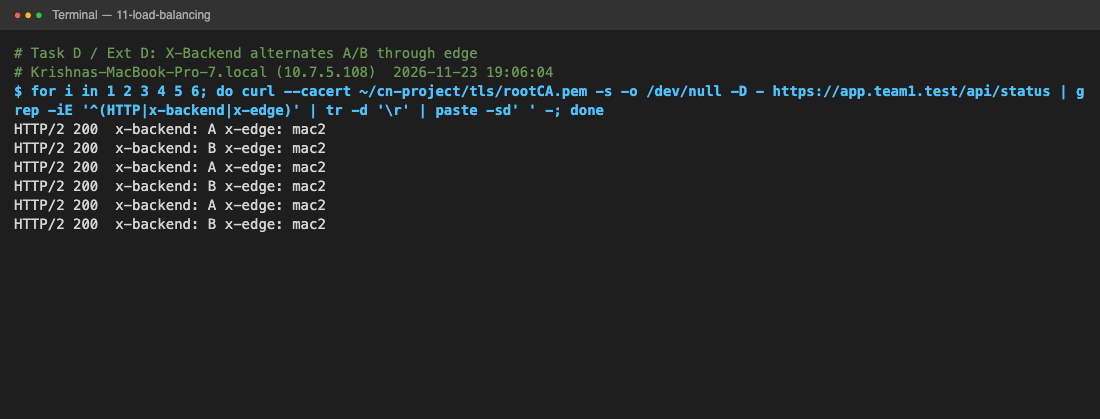 Terminal — 11-load-balancing
# Task D / Ext D: X-Backend alternates A/B through edge
# Krishnas-MacBook-Pro-7.local (10.7.5.108)  2026-11-23 19:06:04
$ for i in 1 2 3 4 5 6; do curl --cacert ~/cn-project/tls/rootCA.pem -s -o /dev/null -D - https://app.team1.test/api/status | g
rep -iE '^(HTTP|x-backend|x-edge)' | tr -d '\r' | paste -sd' ' -; done
HTTP/2 200  x-backend: A x-edge: mac2
HTTP/2 200  x-backend: B x-edge: mac2
HTTP/2 200  x-backend: A x-edge: mac2
HTTP/2 200  x-backend: B x-edge: mac2
HTTP/2 200  x-backend: A x-edge: mac2
HTTP/2 200  x-backend: B x-edge: mac2